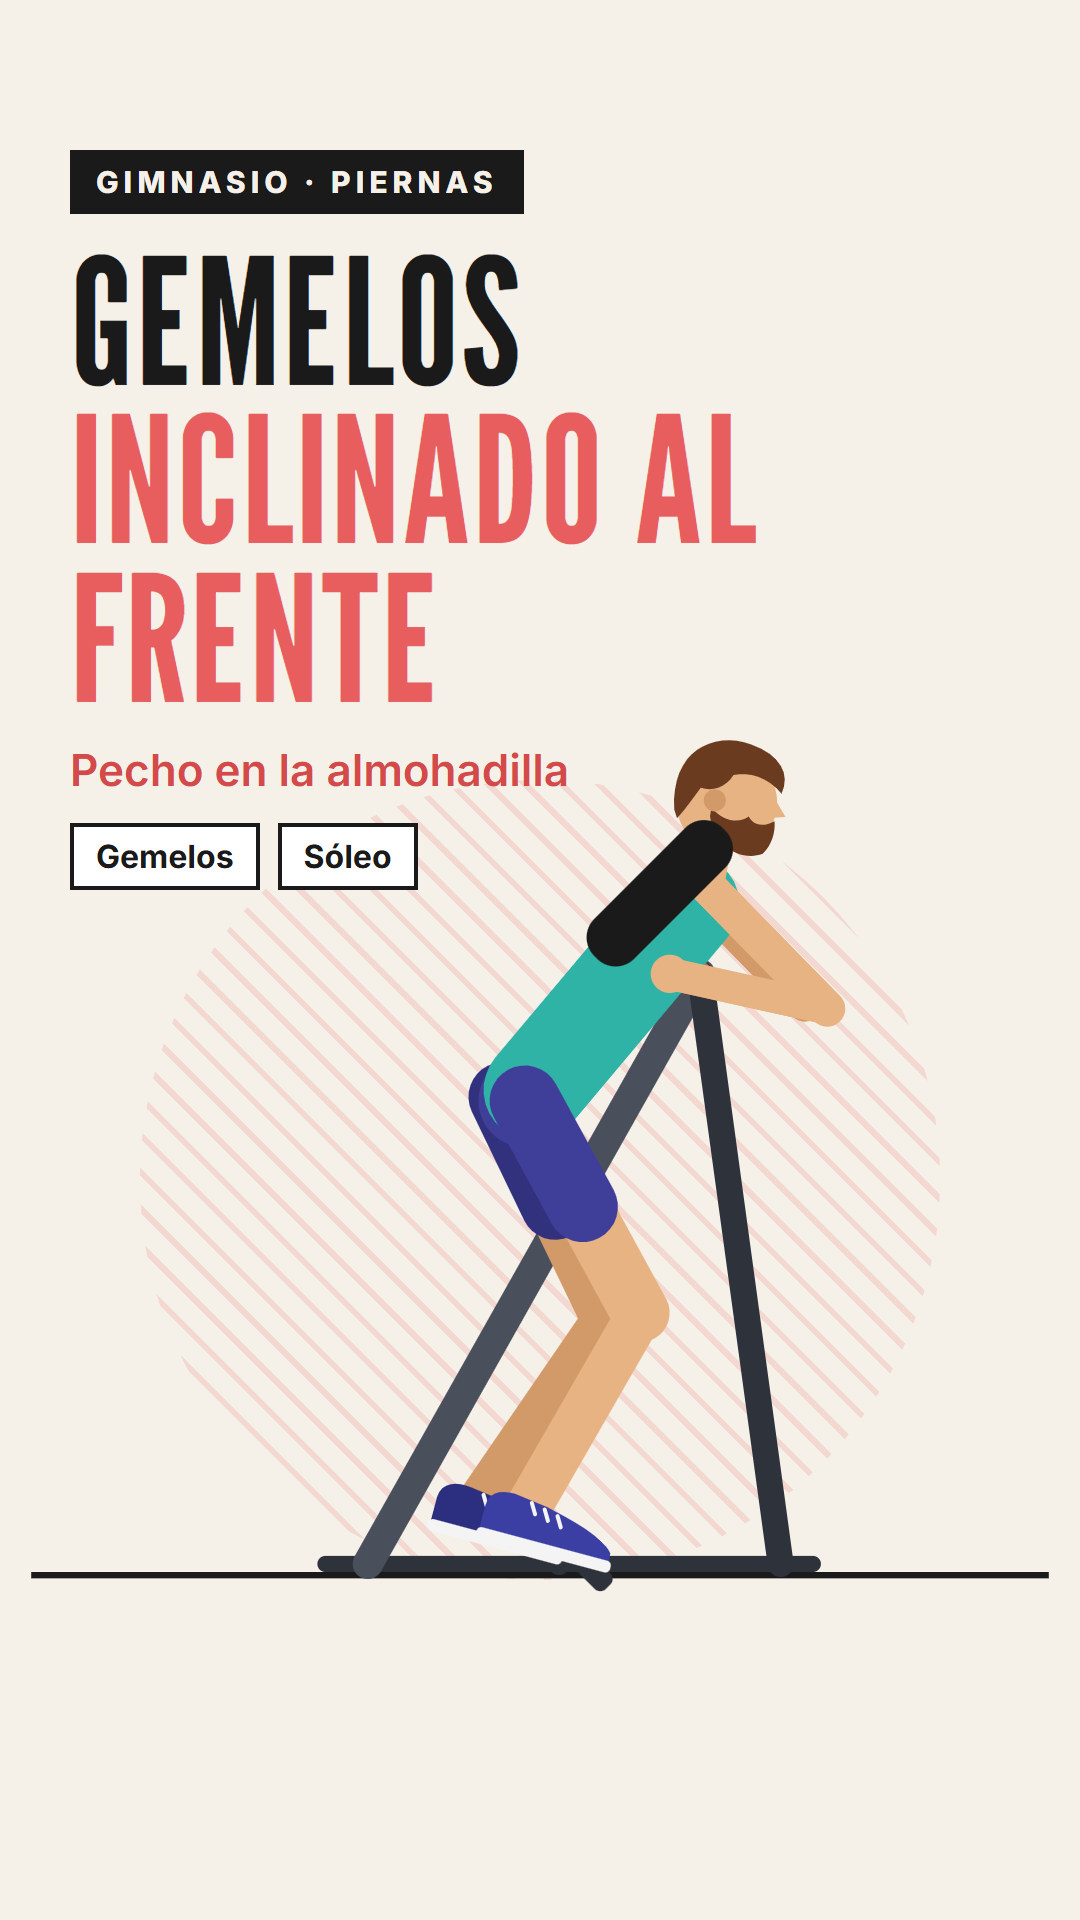 GIMNASIO · PIERNAS
GEMELOS
INCLINADO AL
FRENTE
Pecho en la almohadilla
Gemelos
Sóleo